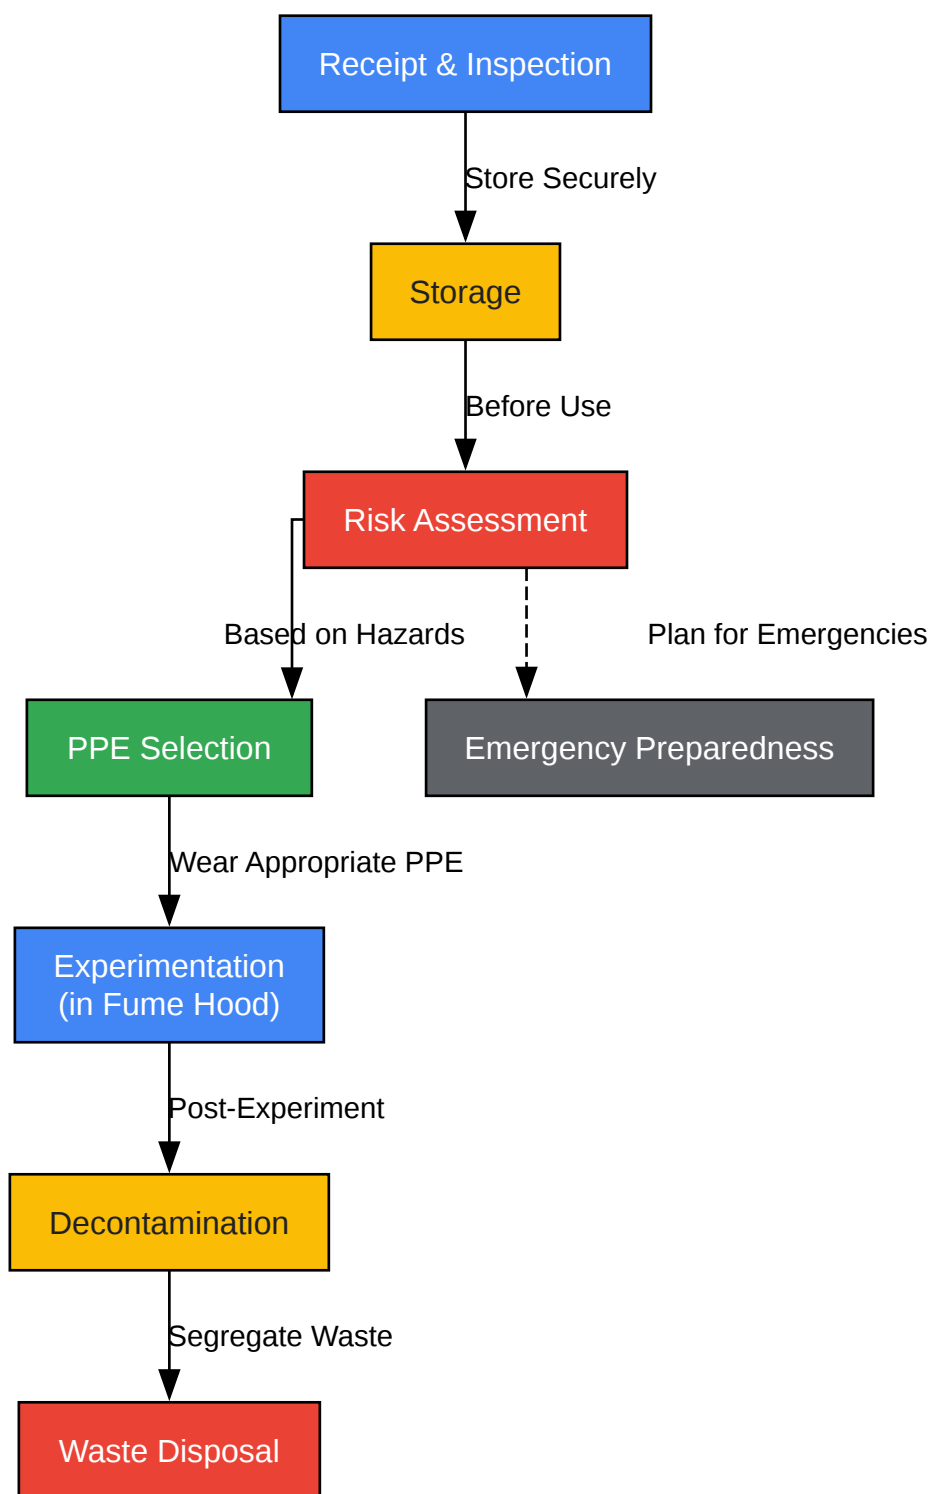 Receipt & Inspection
Store Securely
Storage
Before Use
Risk Assessment
Based on Hazards
Plan for Emergencies
PPE Selection
Emergency Preparedness
Wear Appropriate PPE
Experimentation
(in Fume Hood)
Post-Experiment
Decontamination
Segregate Waste
Waste Disposal